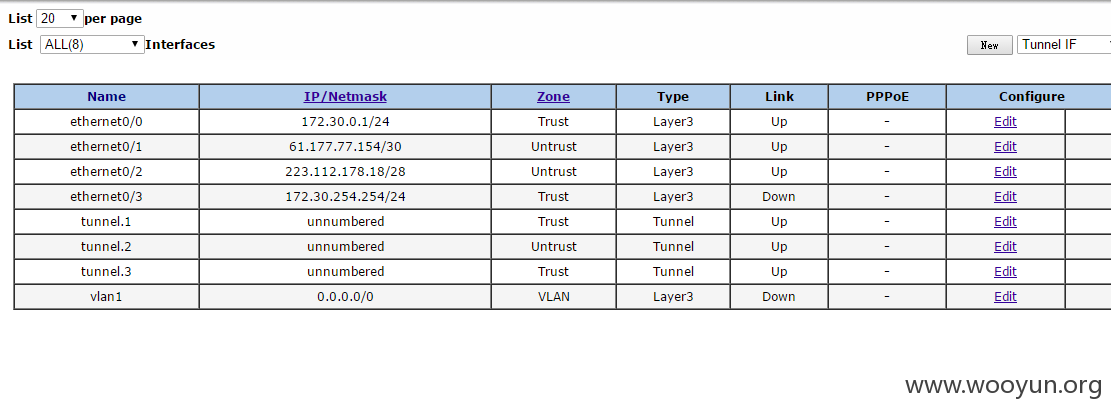 List 20 per page
List ALL(8) Interfaces New Tunnel IF
Name IP/Netmask Zone Type Link PPPoE Configure
ethernet0/0 172.30.0.1/24 Trust Layer3 Up - Edit
ethernet0/1 61.177.77.154/30 Untrust Layer3 Up - Edit
ethernet0/2 223.112.178.18/28 Untrust Layer3 Up - Edit
ethernet0/3 172.30.254.254/24 Trust Layer3 Down - Edit
tunnel.1 unnumbered Trust Tunnel Up - Edit
tunnel.2 unnumbered Untrust Tunnel Up - Edit
tunnel.3 unnumbered Trust Tunnel Up - Edit
vlan1 0.0.0.0/0 VLAN Layer3 Down - Edit
www.wooyun.org